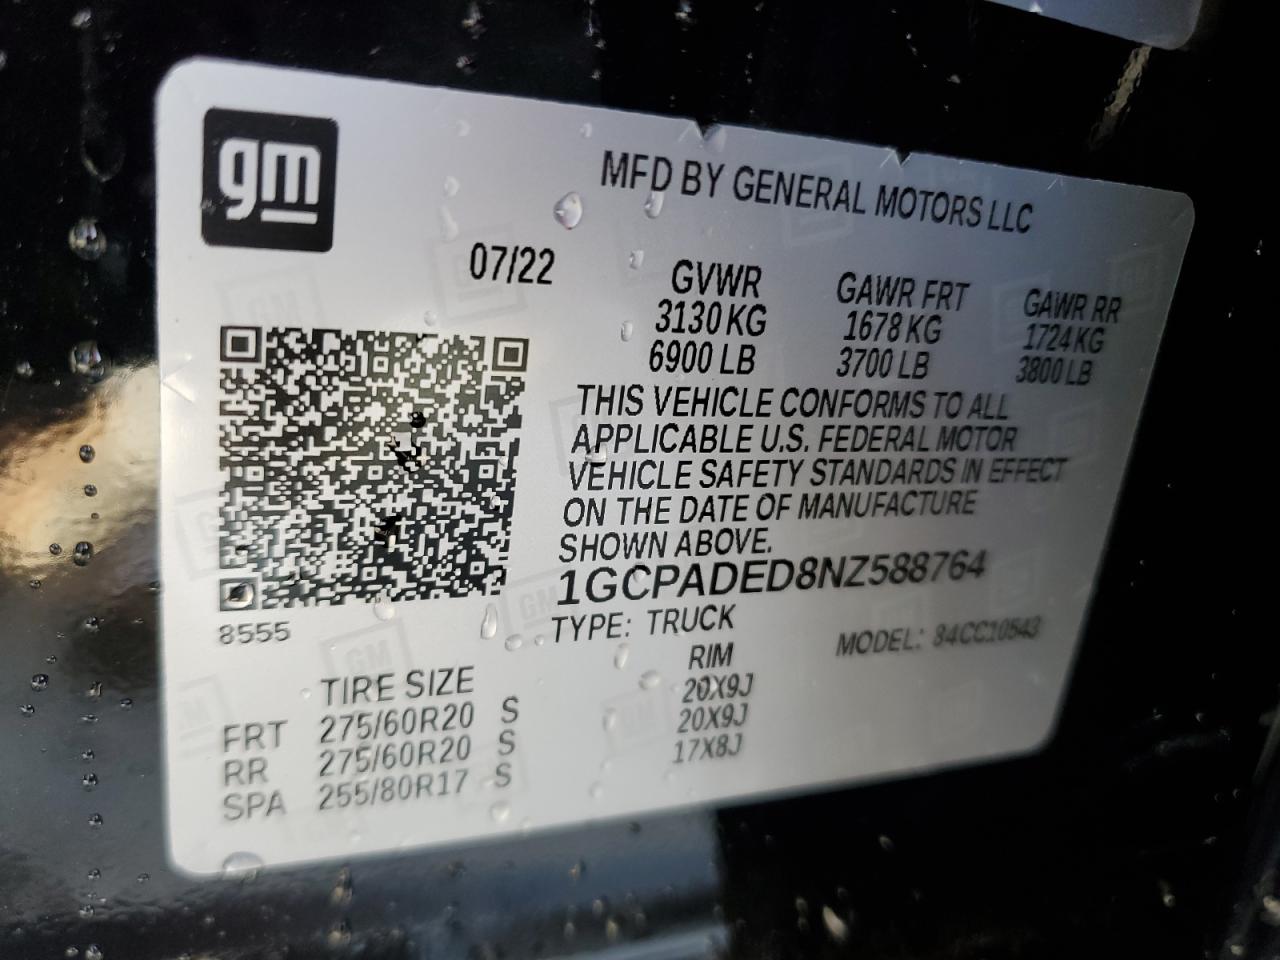 gm
MFD BY GENERAL MOTORS LLC
07/22
GVWR GAWR FRT GAWR RR
3130 KG 1678 KG 1724 KG
6900 LB 3700 LB 3800 LB
THIS VEHICLE CONFORMS TO ALL
APPLICABLE U.S. FEDERAL MOTOR
VEHICLE SAFETY STANDARDS IN EFFECT
ON THE DATE OF MANUFACTURE
SHOWN ABOVE.
1GCPADED8NZ588764
8555
TYPE: TRUCK MODEL: 84CC10543
TIRE SIZE RIM
FRT 275/60R20 S 20X9J
RR 275/60R20 S 20X9J
SPA 255/80R17 S 17X8J